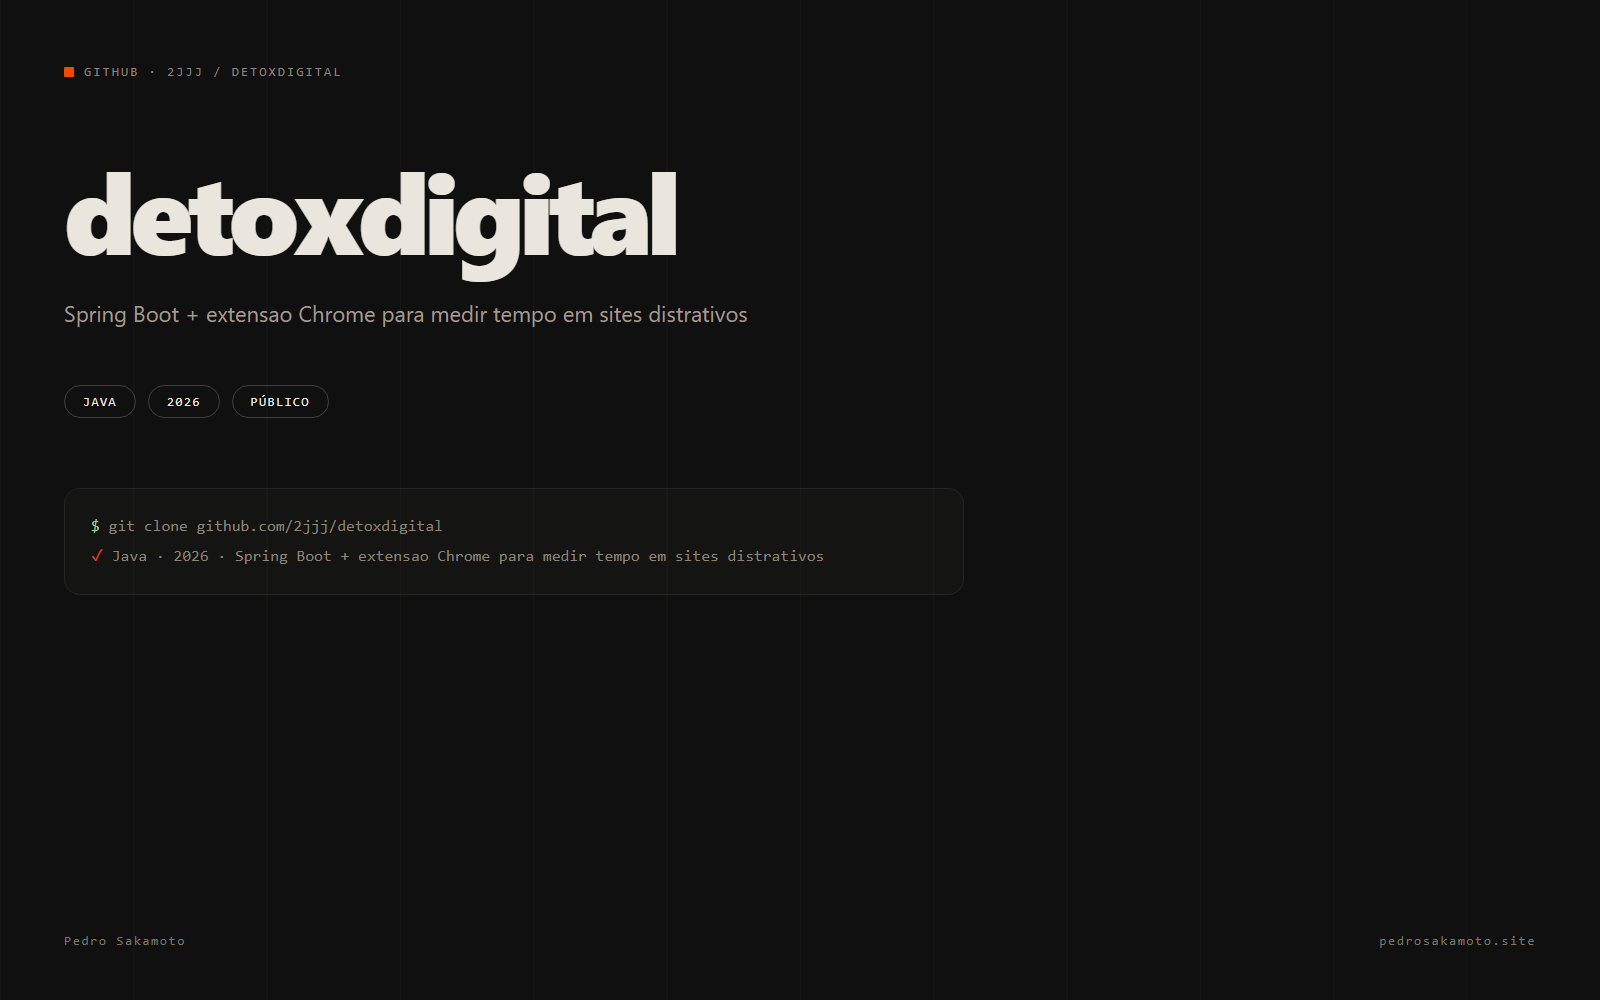 GITHUB · 2JJJ / DETOXDIGITAL
detoxdigital
Spring Boot + extensao Chrome para medir tempo em sites distrativos
JAVA 2026 PÚBLICO
$ git clone github.com/2jjj/detoxdigital
✓ Java · 2026 · Spring Boot + extensao Chrome para medir tempo em sites distrativos
Pedro Sakamoto pedrosakamoto.site